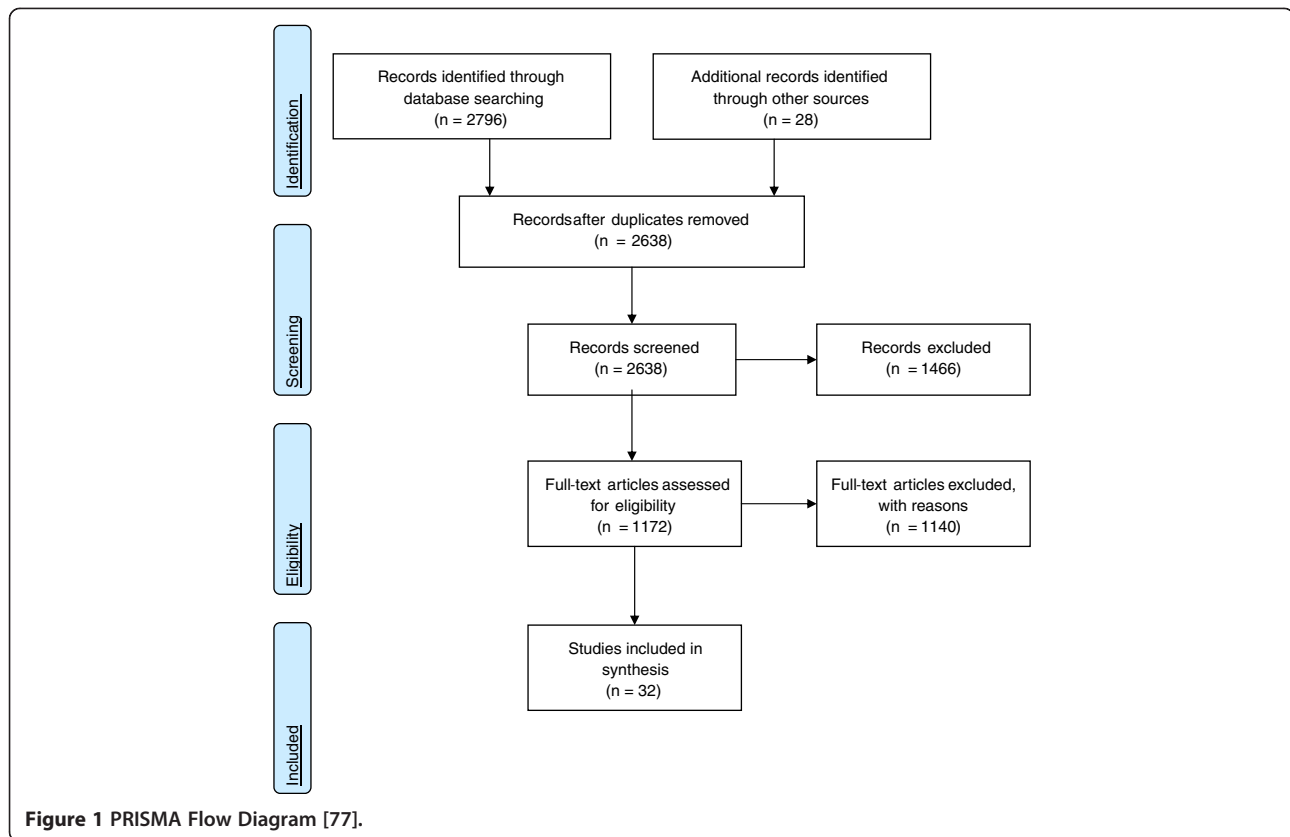 Identification
Records identified through
database searching
(n = 2796)
Additional records identified
through other sources
(n = 28)
Recordsafter duplicates removed
(n = 2638)
Screening
Records screened
(n = 2638)
Records excluded
(n = 1466)
Eligibility
Full-text articles assessed
for eligibility
(n = 1172)
Full-text articles excluded,
with reasons
(n = 1140)
Included
Studies included in
synthesis
(n = 32)
Figure 1 PRISMA Flow Diagram [77].